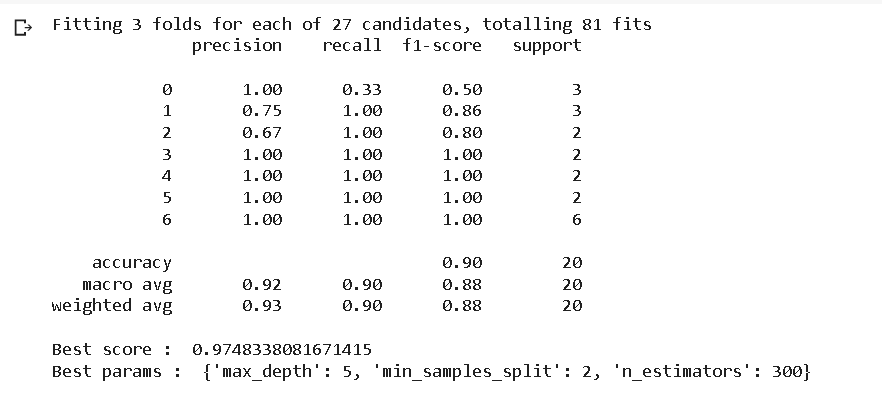 Fitting 3 folds for each of 27 candidates, totalling 81 fits
precision recall f1-score support
0 1.00 0.33 0.50 3
1 0.75 1.00 0.86 3
2 0.67 1.00 0.80 2
3 1.00 1.00 1.00 2
4 1.00 1.00 1.00 2
5 1.00 1.00 1.00 2
6 1.00 1.00 1.00 6
accuracy 0.90 20
macro avg 0.92 0.90 0.88 20
weighted avg 0.93 0.90 0.88 20
Best score : 0.9748338081671415
Best params : {'max_depth': 5, 'min_samples_split': 2, 'n_estimators': 300}